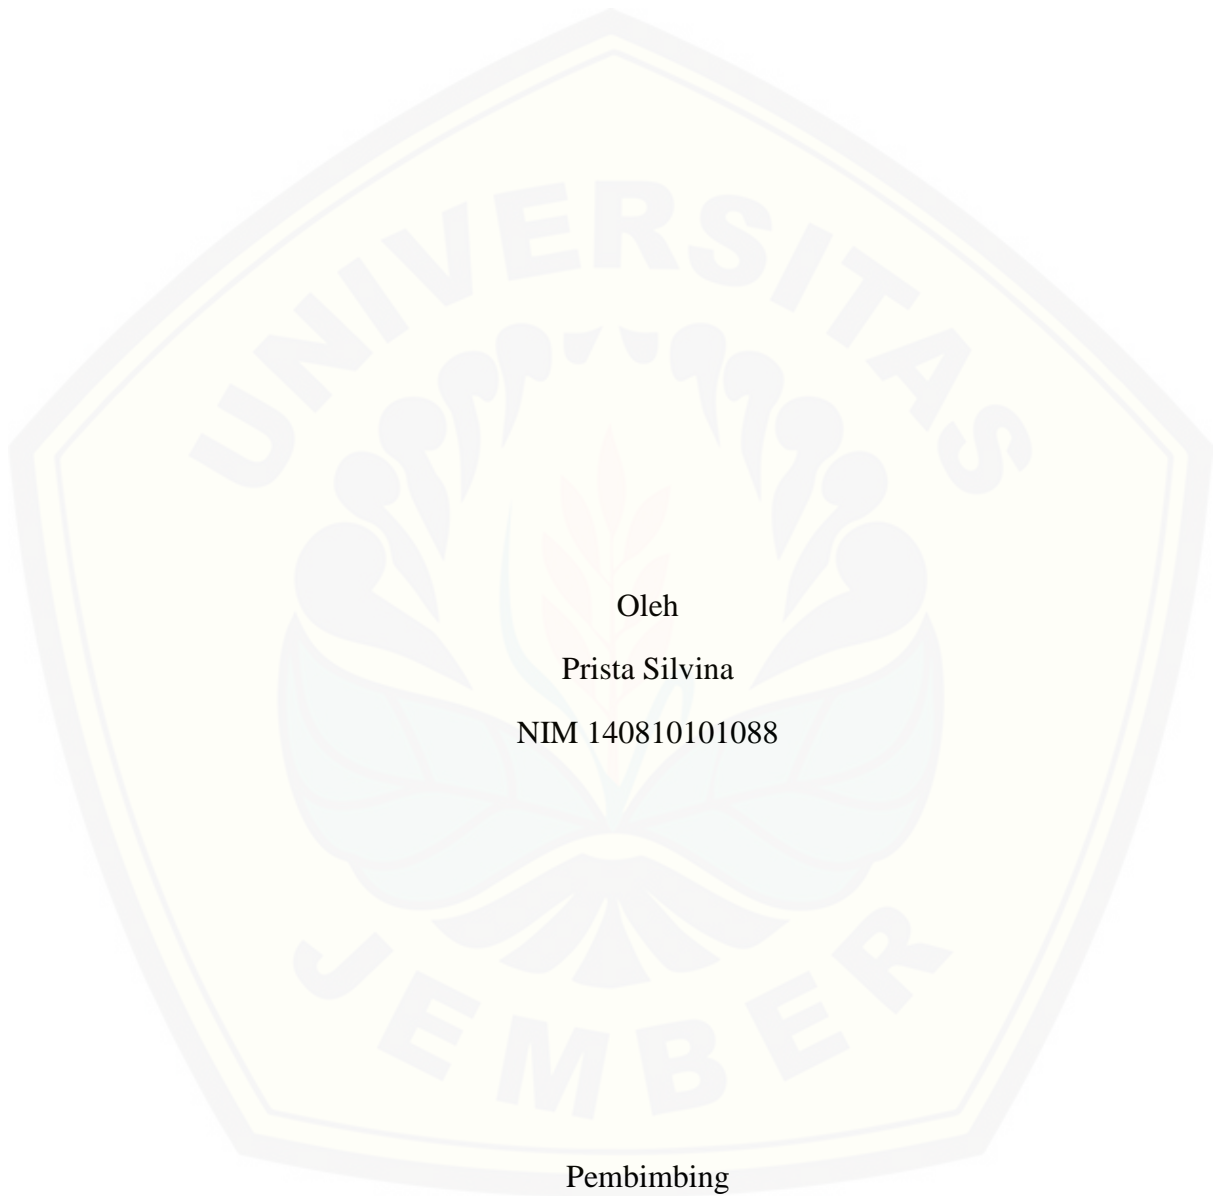 UNIVERSITAS
Oleh
Prista Silvina
NIM 140810101088
JEMBER
Pembimbing